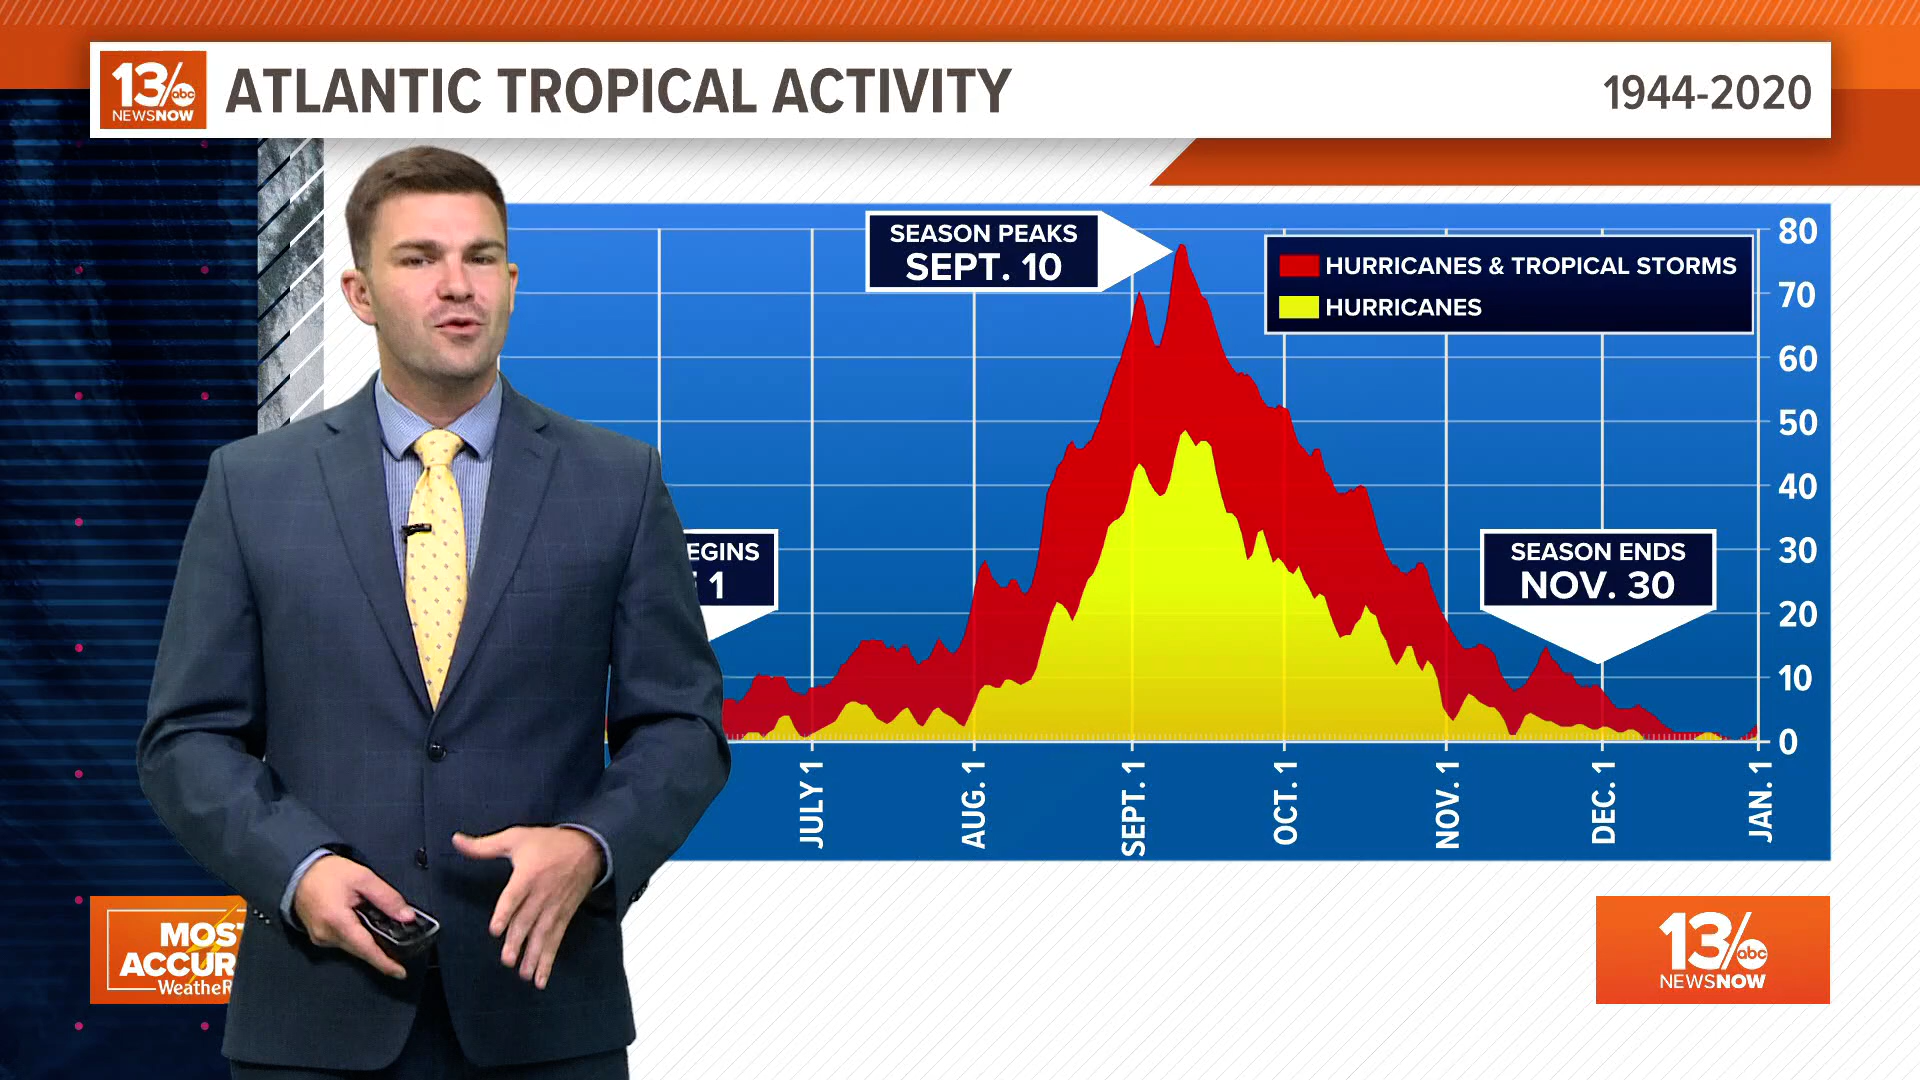 13 abc
NEWSNOW
ATLANTIC TROPICAL ACTIVITY
1944-2020
SEASON PEAKS
SEPT. 10
HURRICANES & TROPICAL STORMS
HURRICANES
80
70
60
50
40
30
20
10
0
EGINS
1
SEASON ENDS
NOV. 30
JULY 1
AUG. 1
SEPT. 1
OCT. 1
NOV. 1
DEC. 1
JAN. 1
MOST
ACCUR
WeatheR
13 abc
NEWSNOW